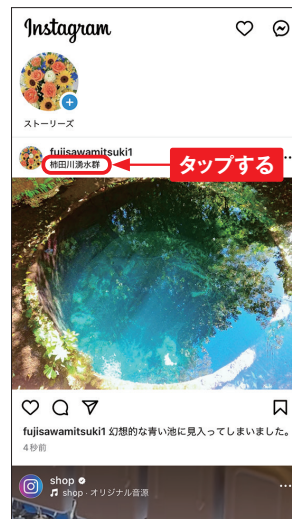 Instagram
ストーリーズ
fujisawamitsuki1
柿田川湧水群
タップする
fujisawamitsuki1 幻想的な青い池に見入ってしまいました。
4秒前
shop
shop・オリジナル音源